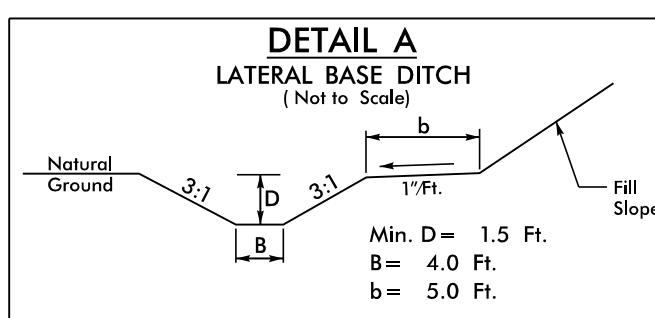 DETAIL A
LATERAL BASE DITCH
( Not to Scale)
b
Natural
Ground
3:1
D
3:1
1"/Ft.
B
Fill
Slope
Min. D= 1.5 Ft.
B= 4.0 Ft.
b= 5.0 Ft.